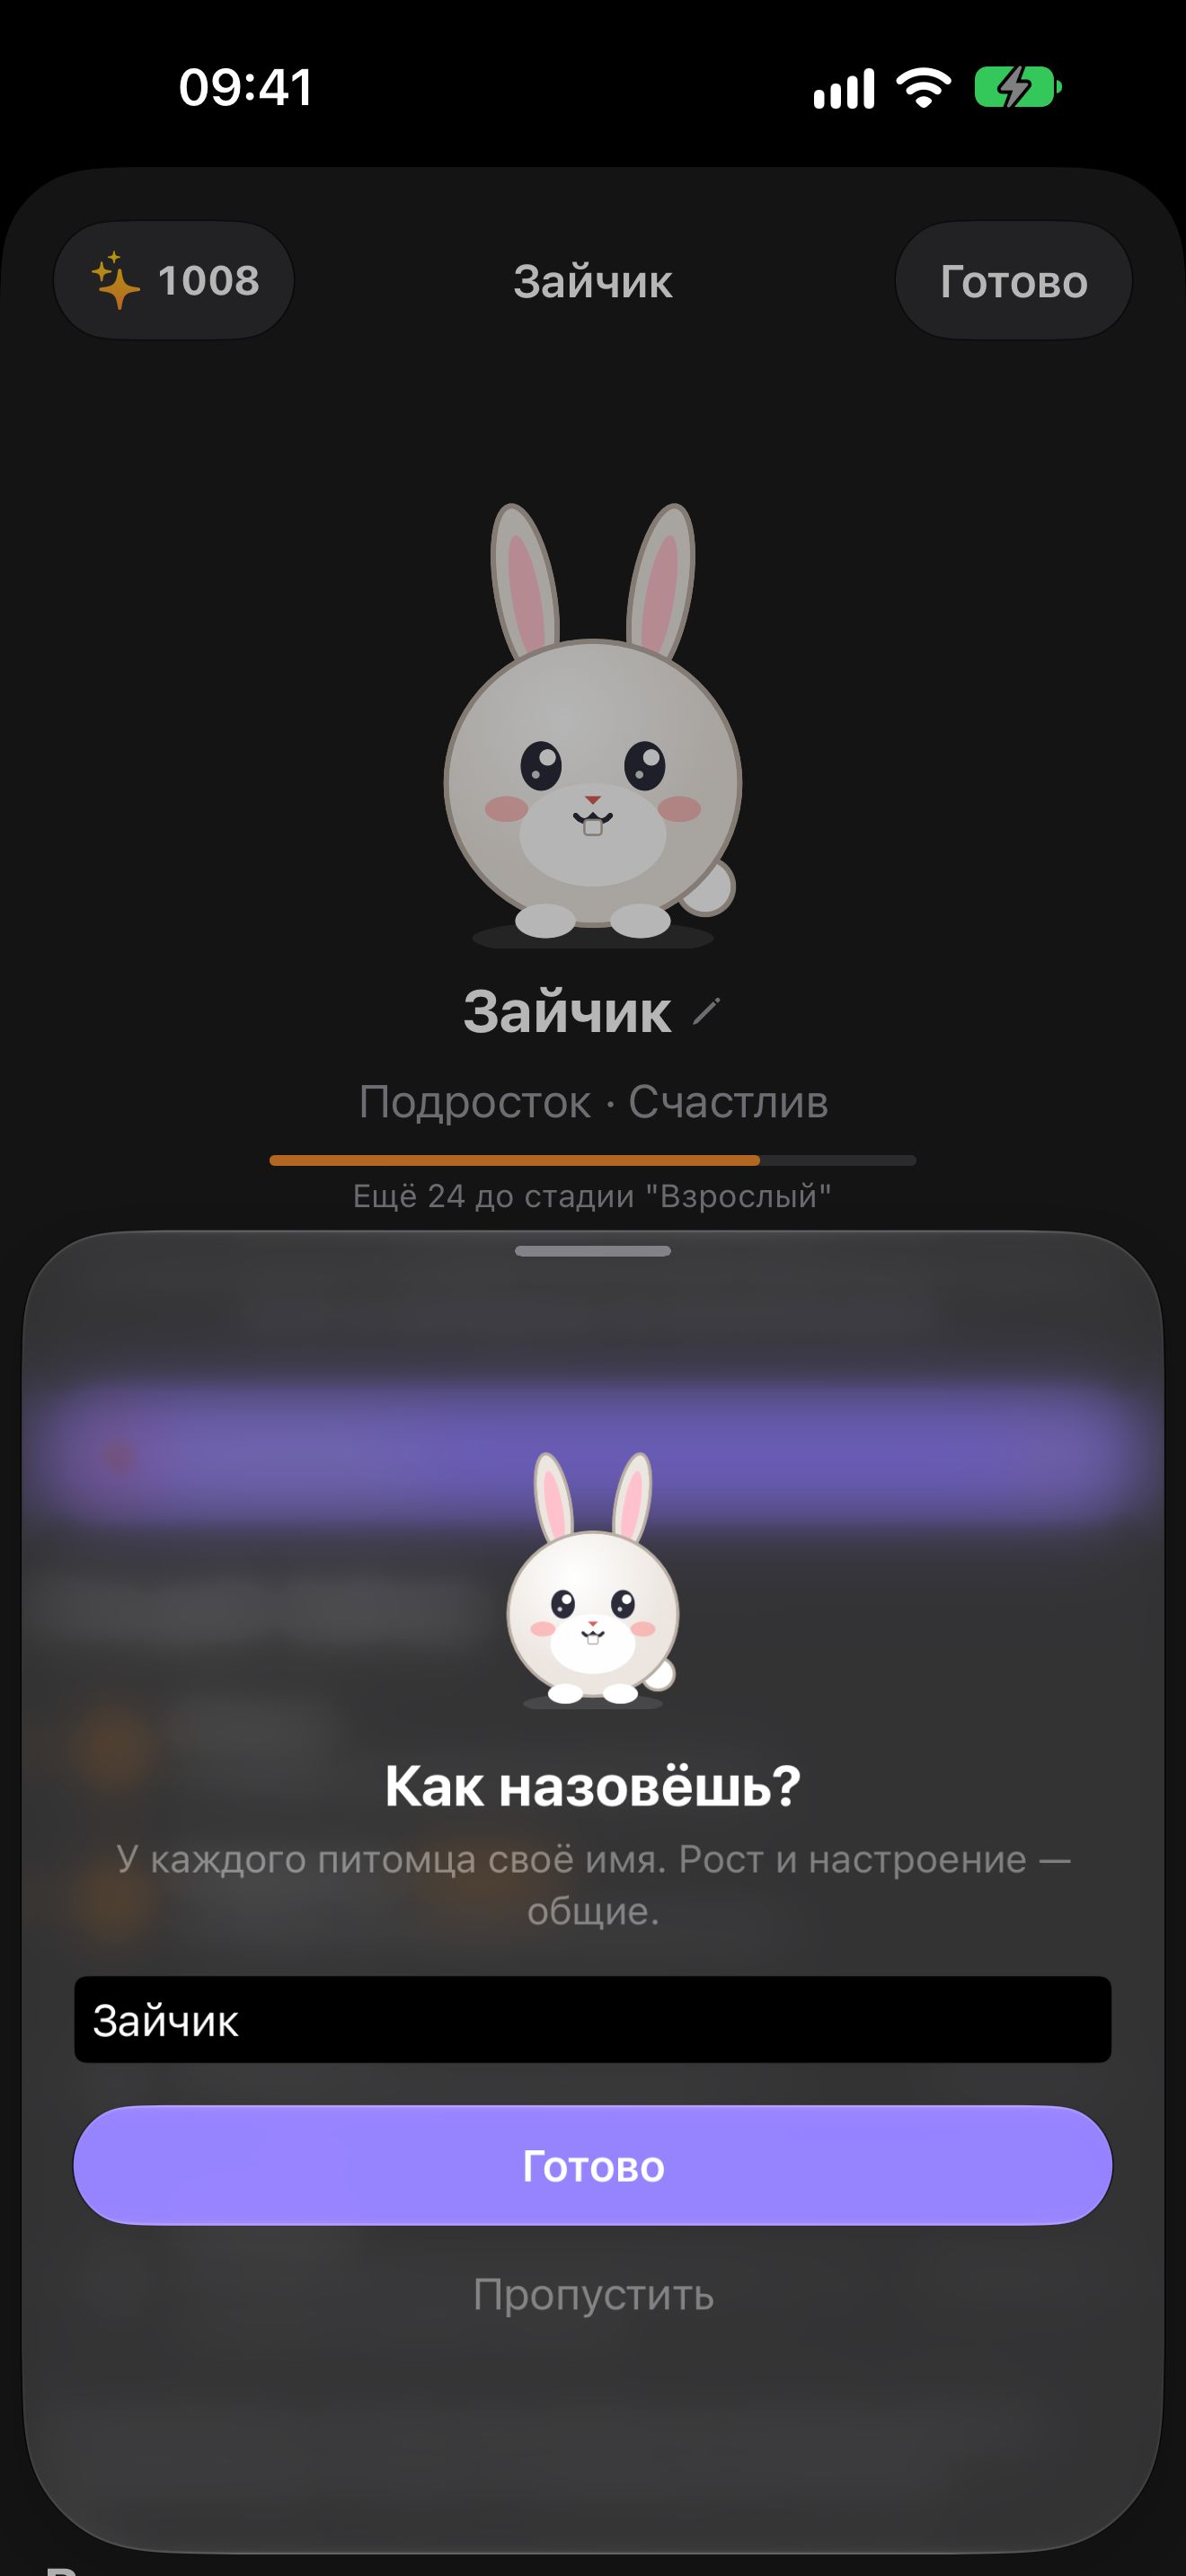 09:41
1008
Зайчик
Готово
Зайчик
Подросток · Счастлив
Ещё 24 до стадии "Взрослый"
Как назовёшь?
У каждого питомца своё имя. Рост и настроение —
общие.
Зайчик
Готово
Пропустить